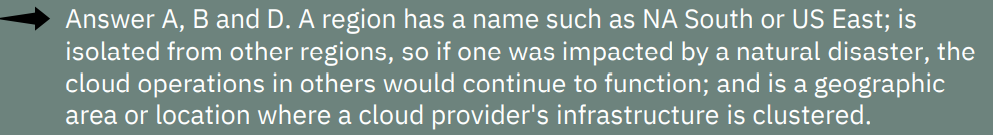 Answer A, B and D. A region has a name such as NA South or US East; is
isolated from other regions, so if one was impacted by a natural disaster, the
cloud operations in others would continue to function; and is a geographic
area or location where a cloud provider's infrastructure is clustered.